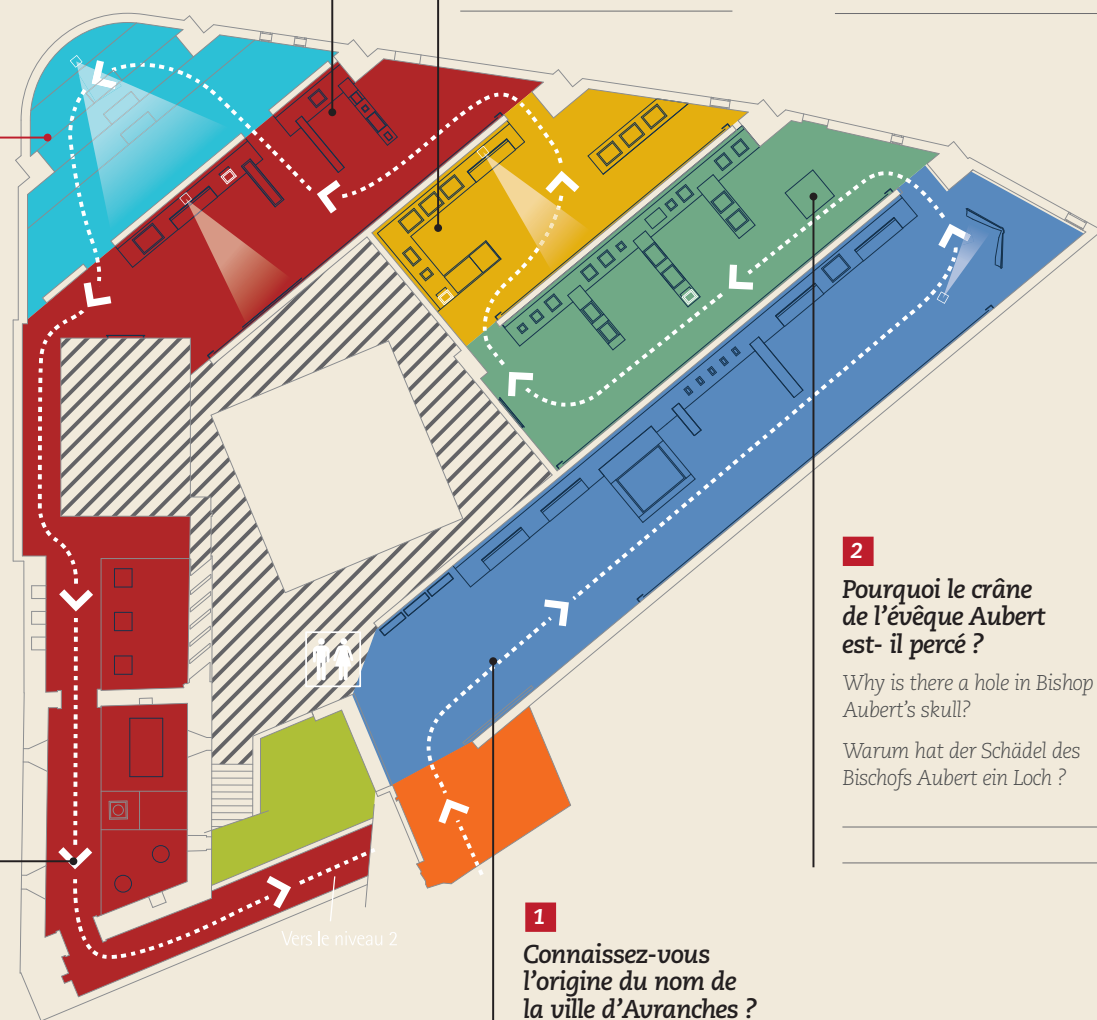 2
Pourquoi le crâne
de l'évêque Aubert
est- il percé ?
Why is there a hole in Bishop
Aubert's skull?
Warum hat der Schädel des
Bischofs Aubert ein Loch ?
Vers le niveau 2
1
Connaissez-vous
l'origine du nom de
la ville d'Avranches ?